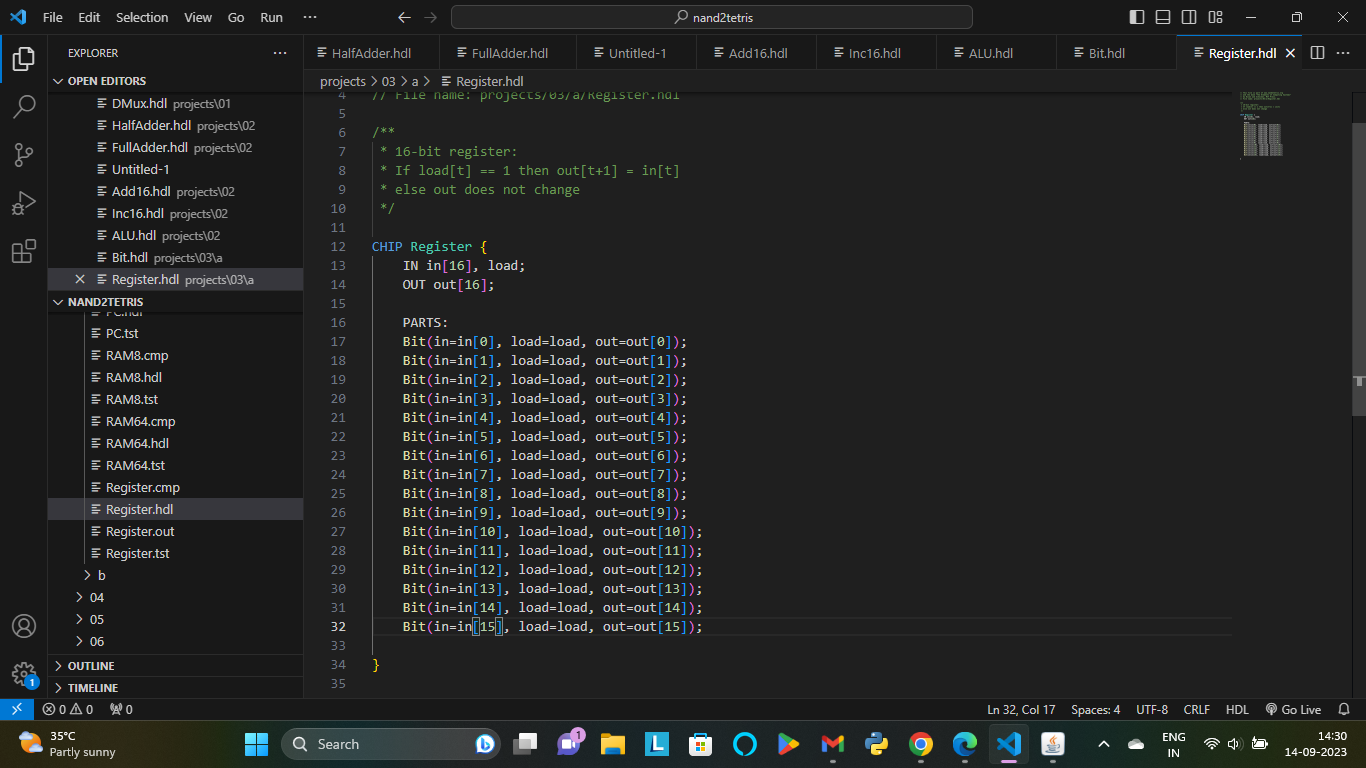 File Edit Selection View Go Run ···
nand2tetris
EXPLORER ···
OPEN EDITORS
DMux.hdl projects\01
HalfAdder.hdl projects\02
FullAdder.hdl projects\02
Untitled-1
Add16.hdl projects\02
Inc16.hdl projects\02
ALU.hdl projects\02
Bit.hdl projects\03\a
Register.hdl projects\03\a
NAND2TETRIS
PC.hdl
PC.tst
RAM8.cmp
RAM8.hdl
RAM8.tst
RAM64.cmp
RAM64.hdl
RAM64.tst
Register.cmp
Register.hdl
Register.out
Register.tst
b
04
05
06
OUTLINE
TIMELINE
HalfAdder.hdl FullAdder.hdl Untitled-1 Add16.hdl Inc16.hdl ALU.hdl Bit.hdl Register.hdl ···
projects > 03 > a > Register.hdl
4 // File name: projects/03/a/Register.hdl
5
6 /**
7 * 16-bit register:
8 * If load[t] == 1 then out[t+1] = in[t]
9 * else out does not change
10 */
11
12 CHIP Register {
13 IN in[16], load;
14 OUT out[16];
15
16 PARTS:
17 Bit(in=in[0], load=load, out=out[0]);
18 Bit(in=in[1], load=load, out=out[1]);
19 Bit(in=in[2], load=load, out=out[2]);
20 Bit(in=in[3], load=load, out=out[3]);
21 Bit(in=in[4], load=load, out=out[4]);
22 Bit(in=in[5], load=load, out=out[5]);
23 Bit(in=in[6], load=load, out=out[6]);
24 Bit(in=in[7], load=load, out=out[7]);
25 Bit(in=in[8], load=load, out=out[8]);
26 Bit(in=in[9], load=load, out=out[9]);
27 Bit(in=in[10], load=load, out=out[10]);
28 Bit(in=in[11], load=load, out=out[11]);
29 Bit(in=in[12], load=load, out=out[12]);
30 Bit(in=in[13], load=load, out=out[13]);
31 Bit(in=in[14], load=load, out=out[14]);
32 Bit(in=in[15], load=load, out=out[15]);
33
34 }
35
1
0 0 0
Ln 32, Col 17 Spaces: 4 UTF-8 CRLF HDL Go Live
35°C
Partly sunny
Search
1
L
ENG
IN
14:30
14-09-2023